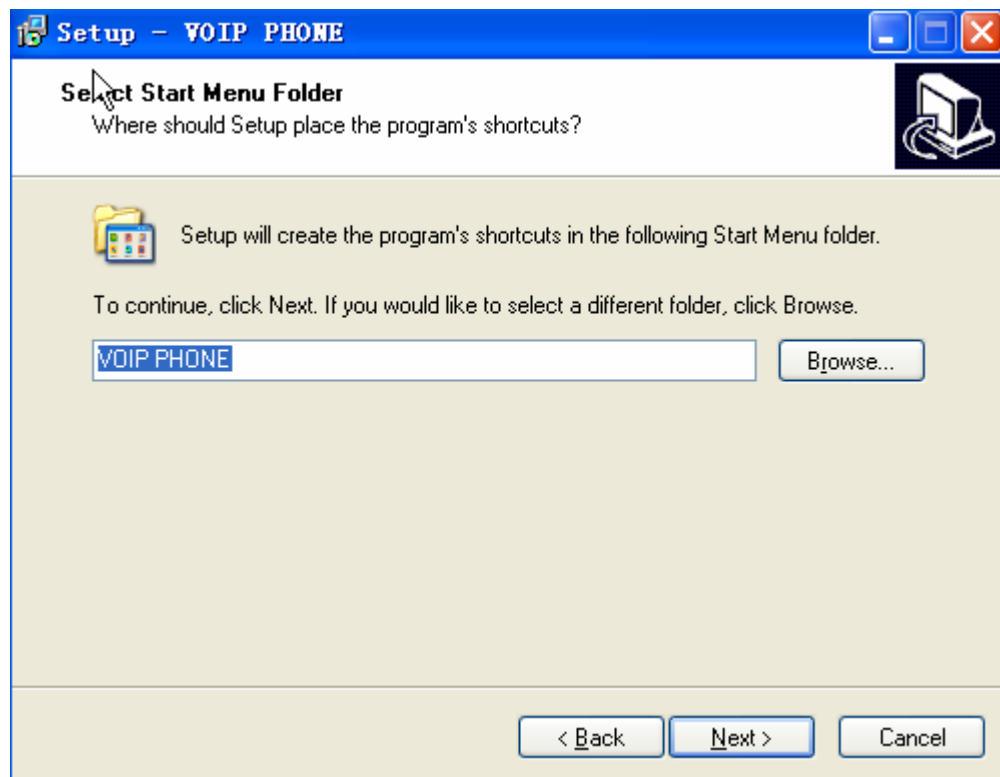 Setup - VOIP PHONE
Select Start Menu Folder
Where should Setup place the program's shortcuts?
Setup will create the program's shortcuts in the following Start Menu folder.
To continue, click Next. If you would like to select a different folder, click Browse.
VOIP PHONE
Browse...
< Back
Next >
Cancel